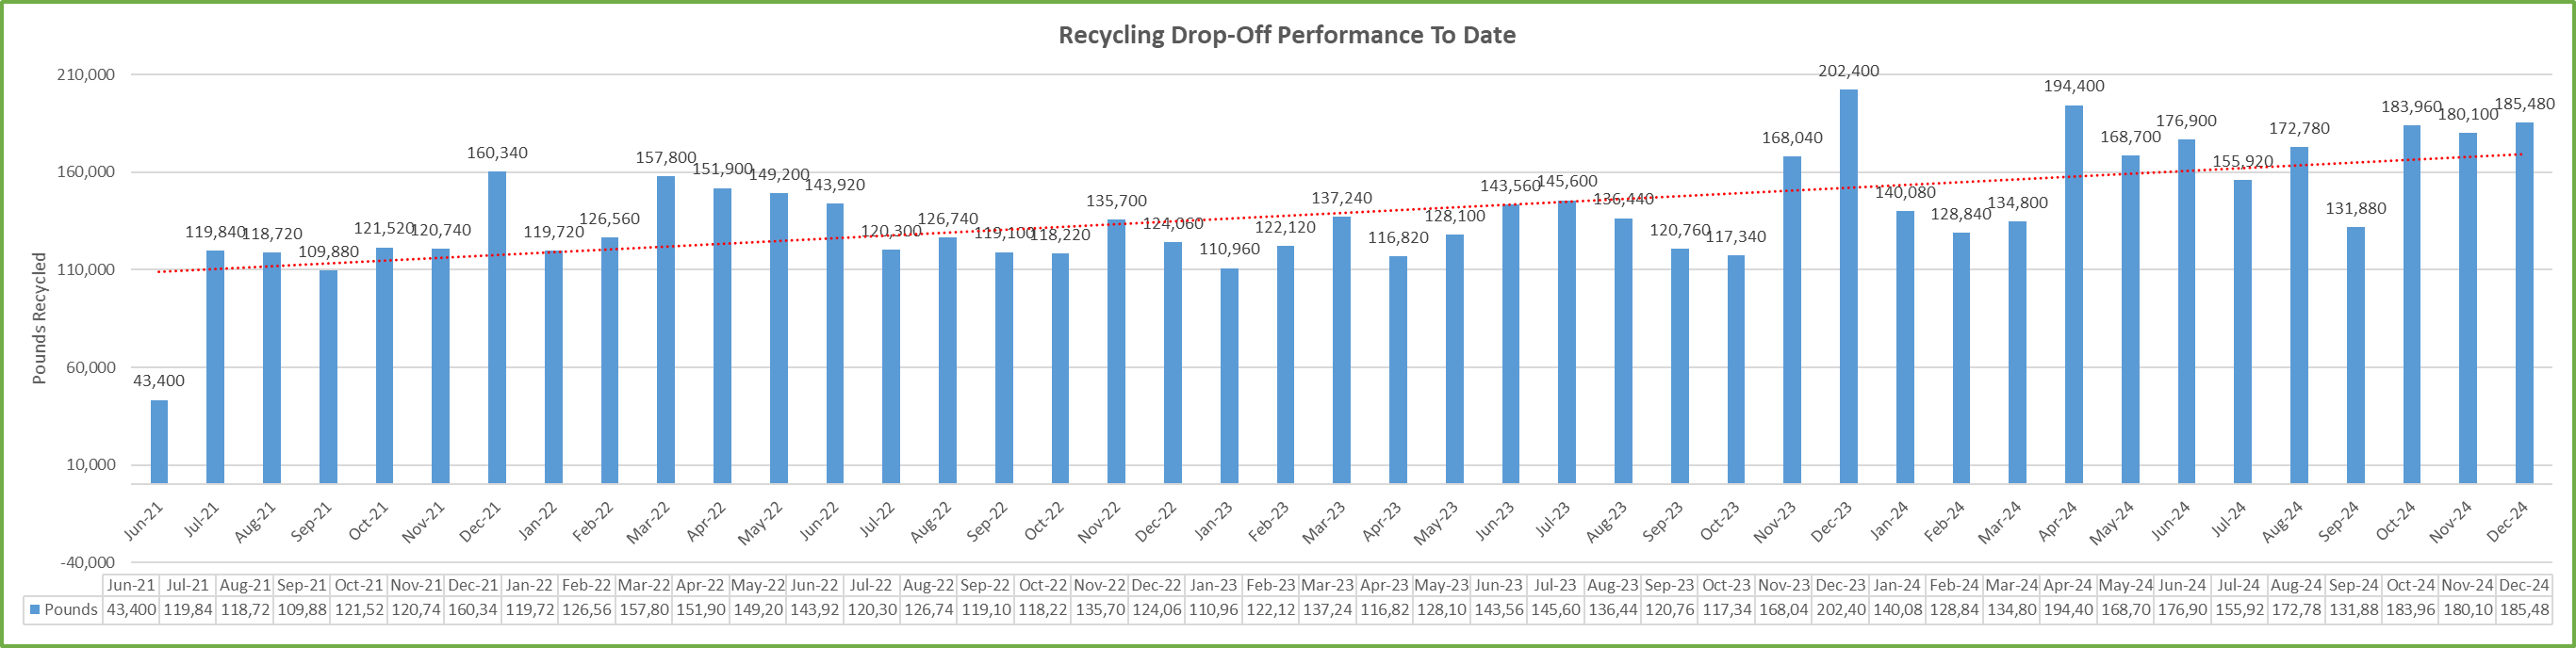 Recycling Drop-Off Performance To Date
Pounds Recycled
210,000
160,000
110,000
60,000
10,000
-40,000
43,400 119,840 118,720 109,880 121,520 120,740 160,340 119,720 126,560 157,800 151,900 149,200 143,920 120,300 126,740 119,100 118,220 135,700 124,060 110,960 122,120 137,240 116,820 128,100 143,560 145,600 136,440 120,760 117,340 168,040 202,400 140,080 128,840 134,800 194,400 168,700 176,900 155,920 172,780 131,880 183,960 180,100 185,480
Jun-21 Jul-21 Aug-21 Sep-21 Oct-21 Nov-21 Dec-21 Jan-22 Feb-22 Mar-22 Apr-22 May-22 Jun-22 Jul-22 Aug-22 Sep-22 Oct-22 Nov-22 Dec-22 Jan-23 Feb-23 Mar-23 Apr-23 May-23 Jun-23 Jul-23 Aug-23 Sep-23 Oct-23 Nov-23 Dec-23 Jan-24 Feb-24 Mar-24 Apr-24 May-24 Jun-24 Jul-24 Aug-24 Sep-24 Oct-24 Nov-24 Dec-24
Jun-21 Jul-21 Aug-21 Sep-21 Oct-21 Nov-21 Dec-21 Jan-22 Feb-22 Mar-22 Apr-22 May-22 Jun-22 Jul-22 Aug-22 Sep-22 Oct-22 Nov-22 Dec-22 Jan-23 Feb-23 Mar-23 Apr-23 May-23 Jun-23 Jul-23 Aug-23 Sep-23 Oct-23 Nov-23 Dec-23 Jan-24 Feb-24 Mar-24 Apr-24 May-24 Jun-24 Jul-24 Aug-24 Sep-24 Oct-24 Nov-24 Dec-24
Pounds 43,400 119,84 118,72 109,88 121,52 120,74 160,34 119,72 126,56 157,80 151,90 149,20 143,92 120,30 126,74 119,10 118,22 135,70 124,06 110,96 122,12 137,24 116,82 128,10 143,56 145,60 136,44 120,76 117,34 168,04 202,40 140,08 128,84 134,80 194,40 168,70 176,90 155,92 172,78 131,88 183,96 180,10 185,48